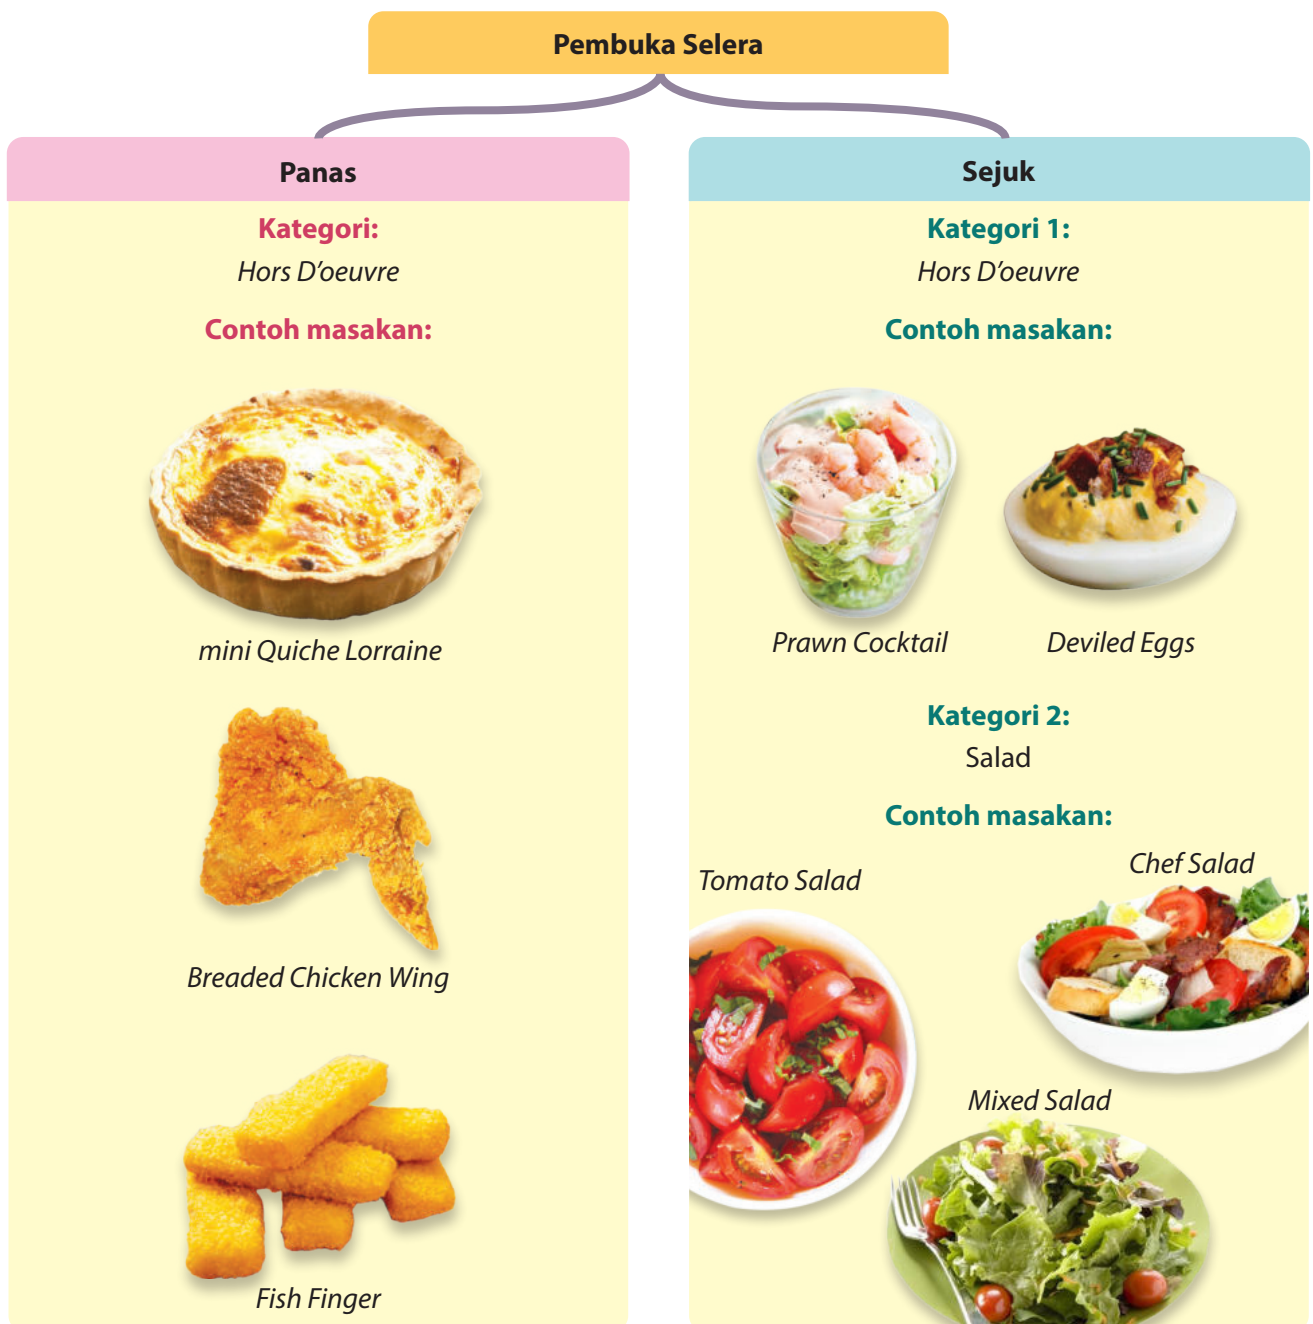 Pembuka Selera
Panas
Kategori:
Hors D’oeuvre
Contoh masakan:
mini Quiche Lorraine
Breaded Chicken Wing
Fish Finger
Sejuk
Kategori 1:
Hors D’oeuvre
Contoh masakan:
Prawn Cocktail
Deviled Eggs
Kategori 2:
Salad
Contoh masakan:
Tomato Salad
Chef Salad
Mixed Salad